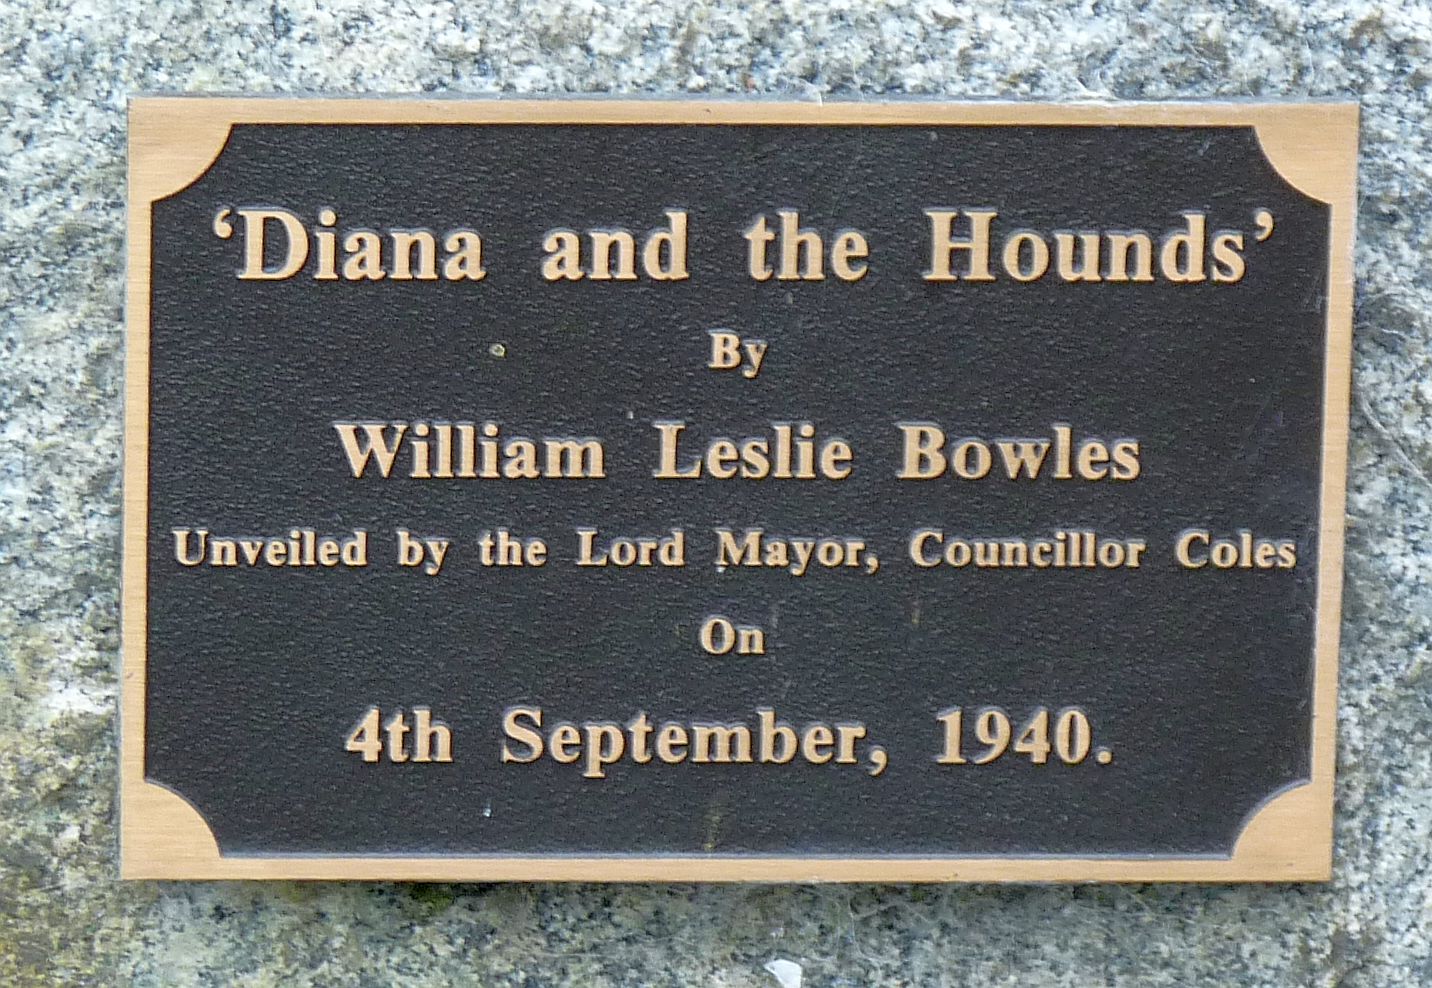 ‘Diana and the Hounds’
By
William Leslie Bowles
Unveiled by the Lord Mayor, Councillor Coles
On
4th September, 1940.